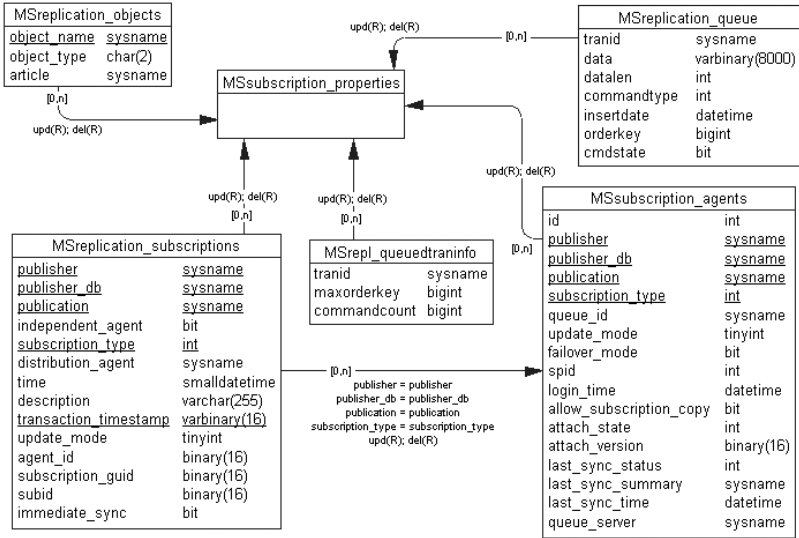 MSreplication_objects
object_name sysname
object_type char(2)
article sysname
[0,n]
upd(R); del(R)
upd(R); del(R)
[0,n]
MSsubscription_properties
MSreplication_queue
tranid sysname
data varbinary(8000)
datalen int
commandtype int
insertdate datetime
orderkey bigint
cmdstate bit
upd(R); del(R)
[0,n]
upd(R); del(R)
[0,n]
upd(R); del(R)
[0,n]
MSreplication_subscriptions
publisher sysname
publisher_db sysname
publication sysname
independent_agent bit
subscription_type int
distribution_agent sysname
time smalldatetime
description varchar(255)
transaction_timestamp varbinary(16)
update_mode tinyint
agent_id binary(16)
subscription_guid binary(16)
subid binary(16)
immediate_sync bit
MSrepl_queuedtraninfo
tranid sysname
maxorderkey bigint
commandcount bigint
[0,n]
publisher = publisher
publisher_db = publisher_db
publication = publication
subscription_type = subscription_type
upd(R); del(R)
MSsubscription_agents
id int
publisher sysname
publisher_db sysname
publication sysname
subscription_type int
queue_id sysname
update_mode tinyint
failover_mode bit
spid int
login_time datetime
allow_subscription_copy bit
attach_state int
attach_version binary(16)
last_sync_status int
last_sync_summary sysname
last_sync_time datetime
queue_server sysname